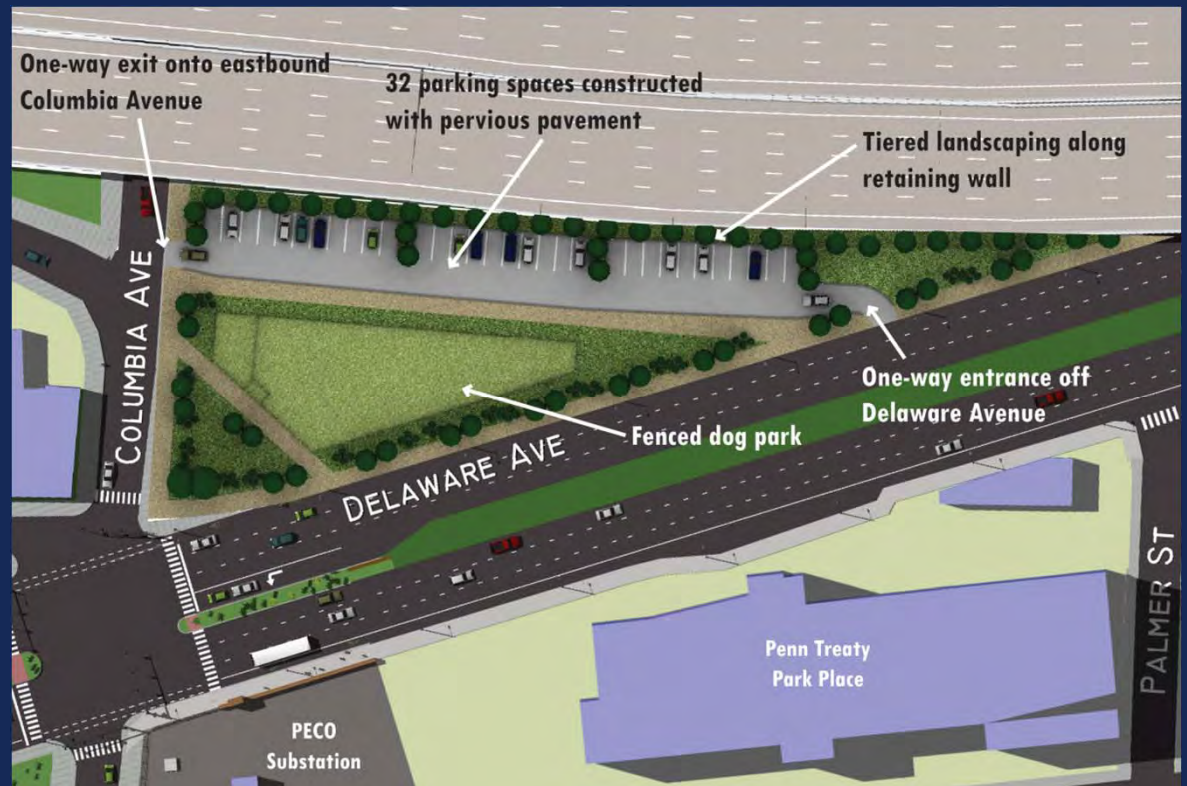 One-way exit onto eastbound
Columbia Avenue
32 parking spaces constructed
with pervious pavement
Tiered landscaping along
retaining wall
COLUMBIA AVE
One-way entrance off
Delaware Avenue
Fenced dog park
DELAWARE AVE
PALMER ST
Penn Treaty
Park Place
PECO
Substation